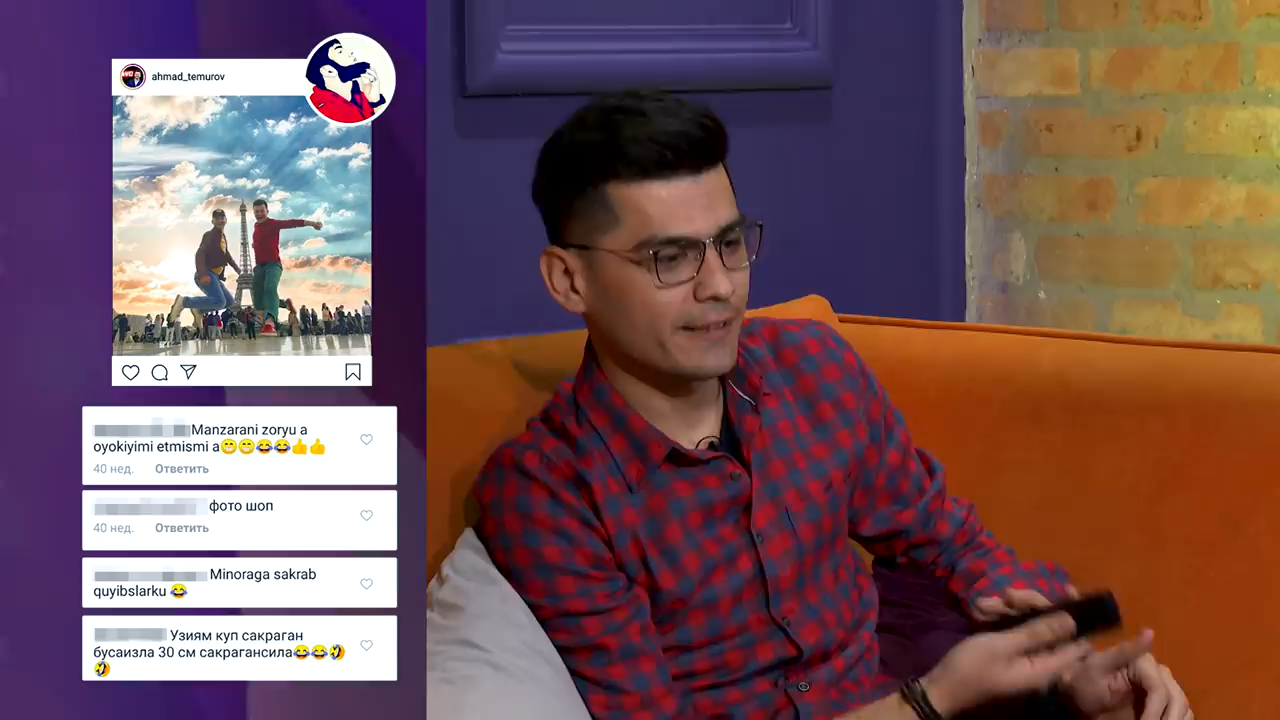 ahmad_temurov
Manzarani zoryu a
oyokiyimi etmismi a😁😁😂😂👍👍
40 нед. Ответить
фото шоп
40 нед. Ответить
Minoraga sakrab
quyibslarku 😂
Узиям куп сакраган
бусаизла 30 см сакрагансила😂😂🤣
🤣